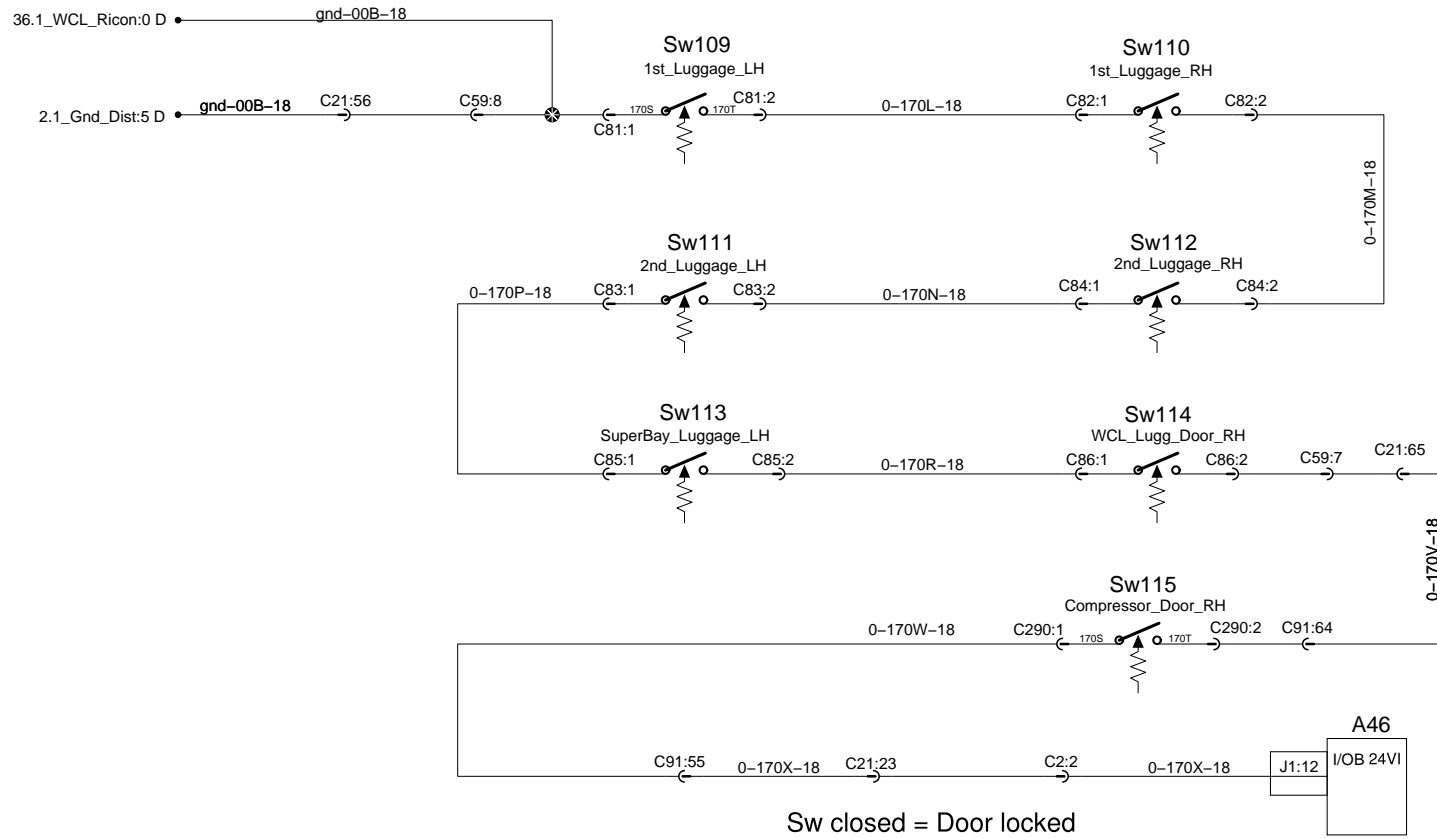 36.1_WCL_Ricon:0 D
gnd–00B–18
2.1_Gnd_Dist:5 D
gnd–00B–18
C21:56
C59:8
C81:1
Sw109
1st_Luggage_LH
170S
170T
C81:2
0–170L–18
Sw110
1st_Luggage_RH
C82:1
C82:2
0–170M–18
0–170P–18
Sw111
2nd_Luggage_LH
C83:1
C83:2
0–170N–18
Sw112
2nd_Luggage_RH
C84:1
C84:2
Sw113
SuperBay_Luggage_LH
C85:1
C85:2
0–170R–18
Sw114
WCL_Lugg_Door_RH
C86:1
C86:2
C59:7
C21:65
0–170V–18
Sw115
Compressor_Door_RH
0–170W–18
C290:1
170S
170T
C290:2
C91:64
C91:55
0–170X–18
C21:23
C2:2
0–170X–18
J1:12
A46
I/OB 24VI
Sw closed = Door locked